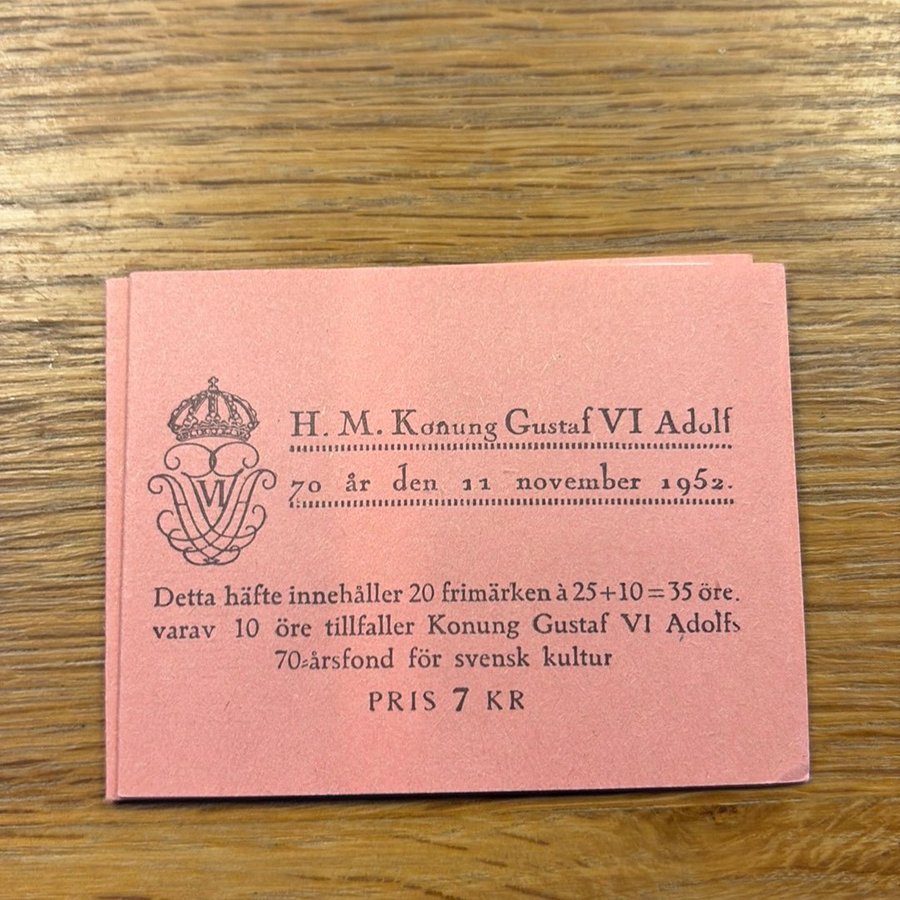 H. M. Konung Gustaf VI Adolf
70 år den 11 november 1952.
VI
Detta häfte innehåller 20 frimärken à 25+10=35 öre.
varav 10 öre tillfaller Konung Gustaf VI Adolfs
70-årsfond för svensk kultur
PRIS 7 KR